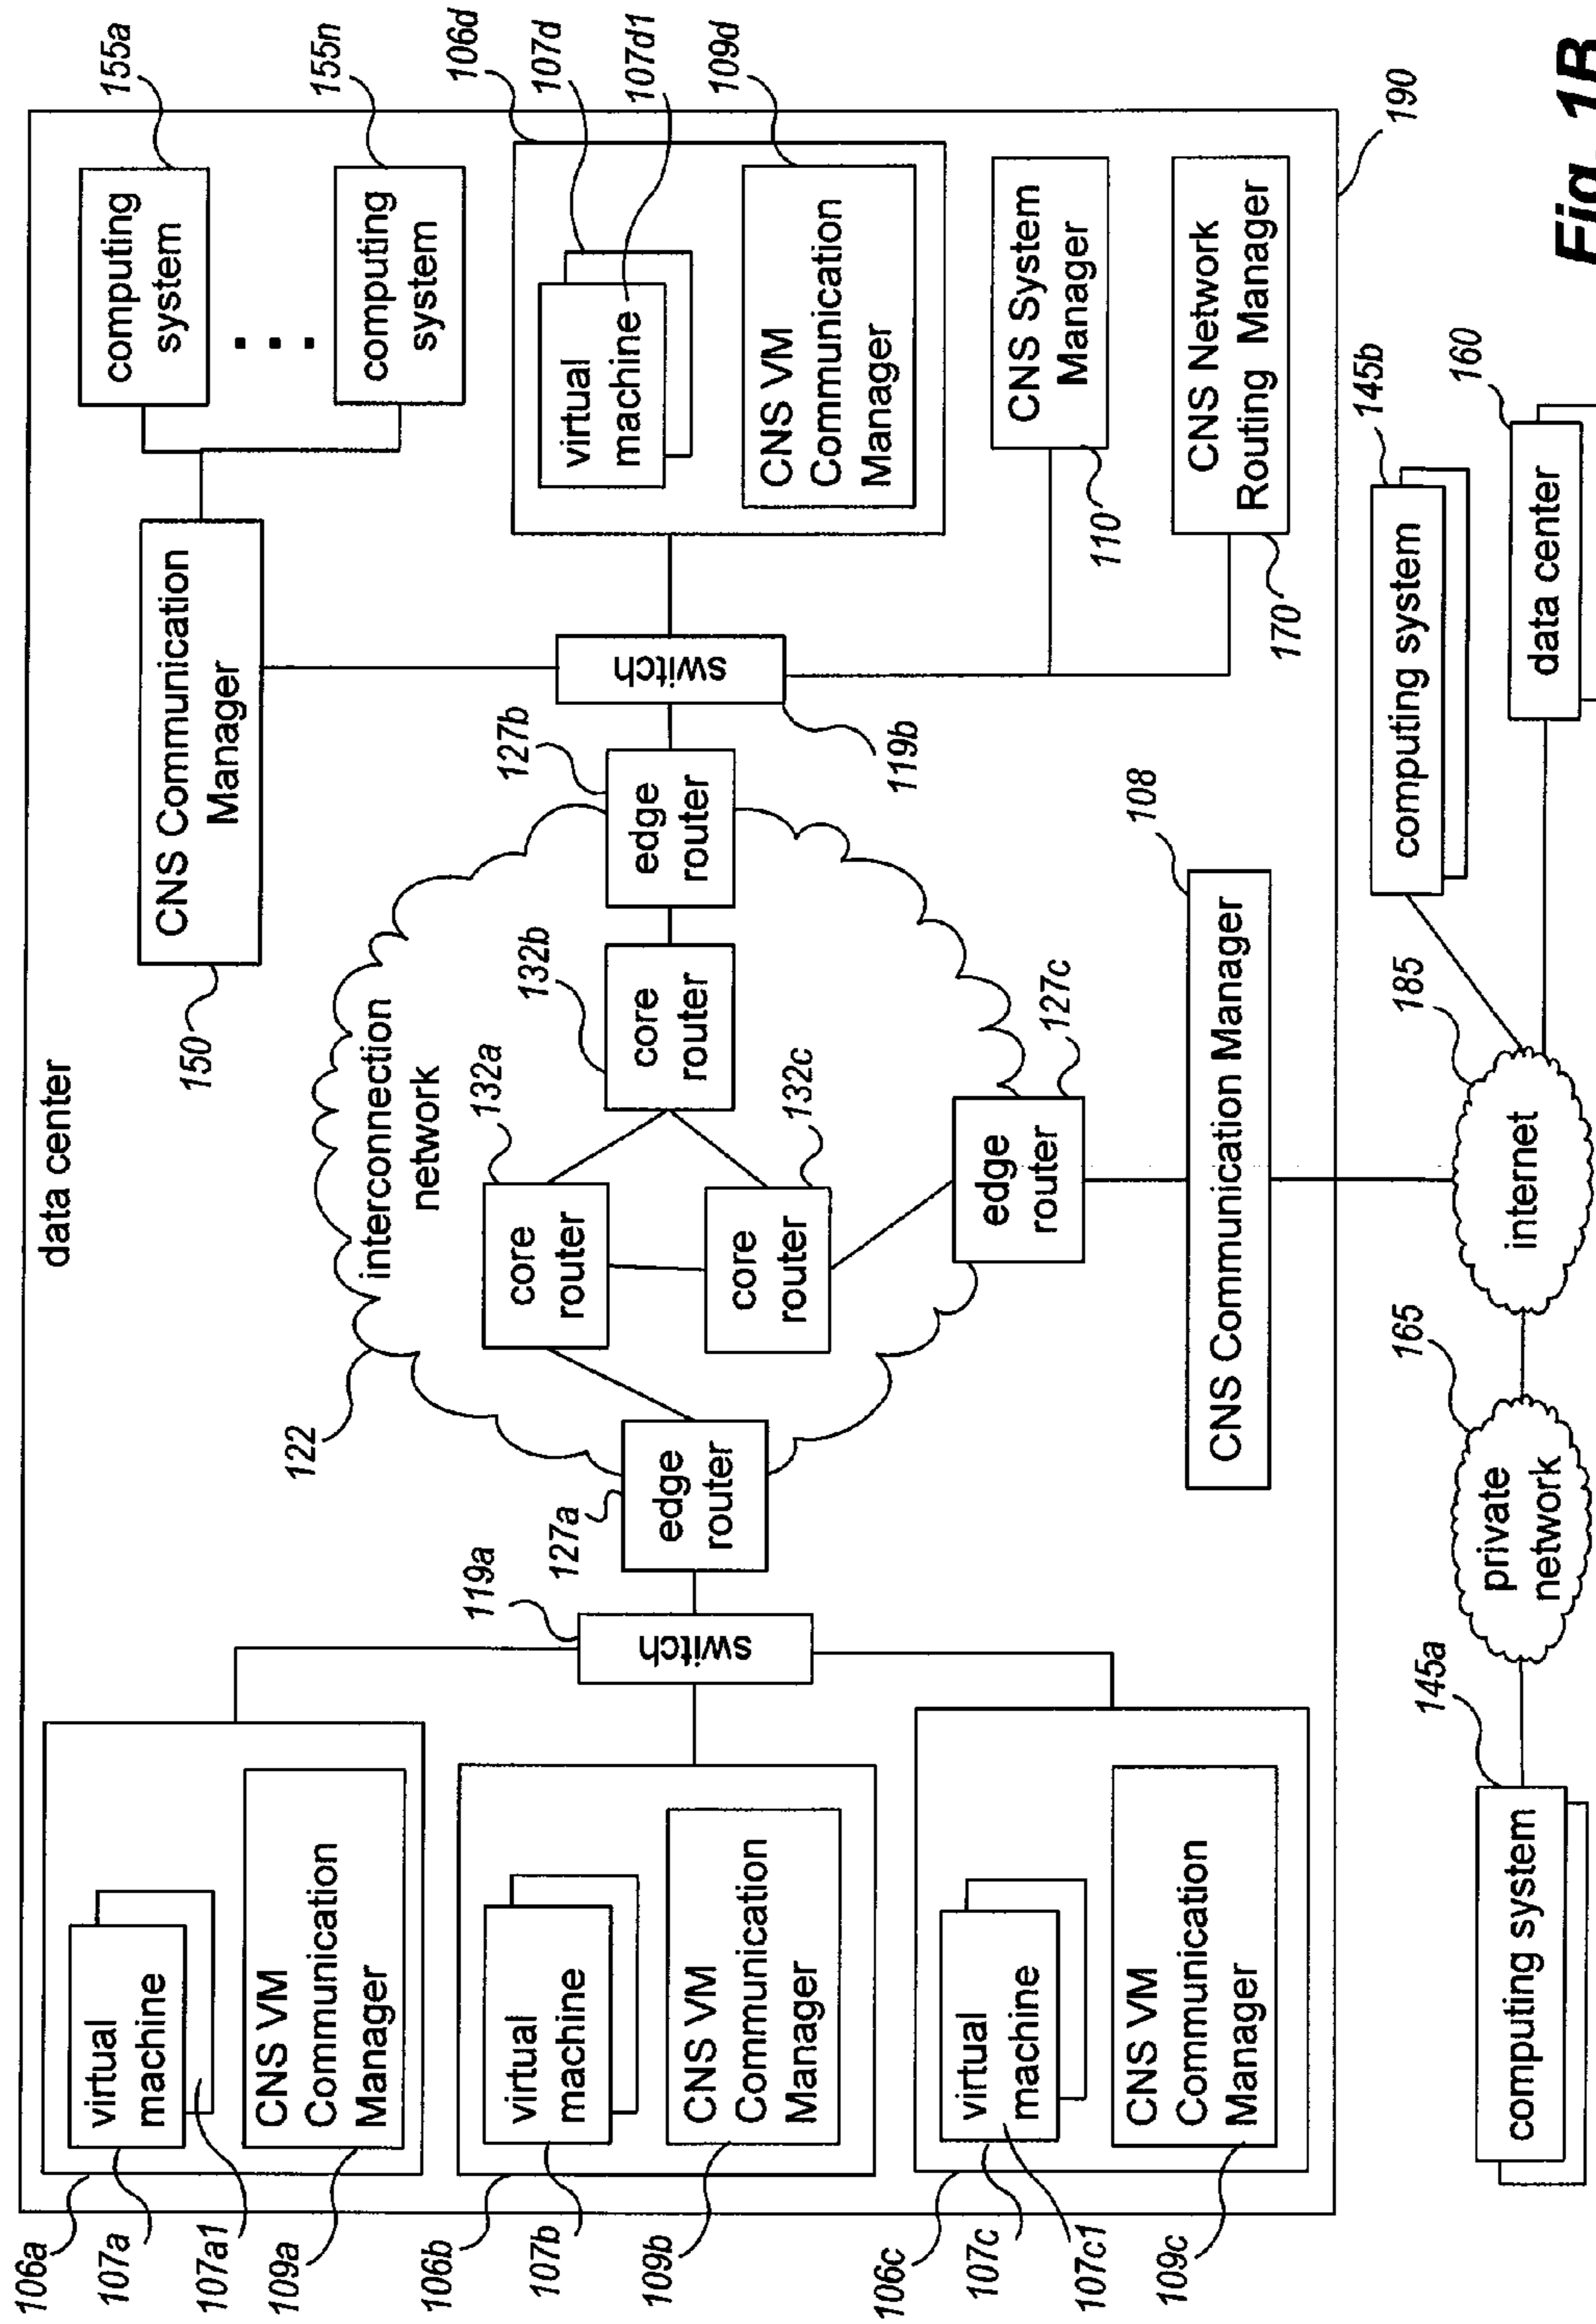 data center
106a
107a
107a1
109a
virtual
machine
CNS VM
Communication
Manager
106b
107b
109b
virtual
machine
CNS VM
Communication
Manager
106c
107c
107c1
109c
virtual
machine
CNS VM
Communication
Manager
119a
switch
122
interconnection
network
127a
edge
router
132a
core
router
132b
core
router
132c
core
router
127b
edge
router
127c
edge
router
108
CNS Communication Manager
150
CNS Communication
Manager
119b
switch
155a
computing
system
155n
computing
system
106d
107d
107d1
109d
virtual
machine
CNS VM
Communication
Manager
110
CNS System
Manager
170
CNS Network
Routing Manager
190
145a
computing system
165
private
network
185
internet
145b
computing system
160
data center
Fig. 1B